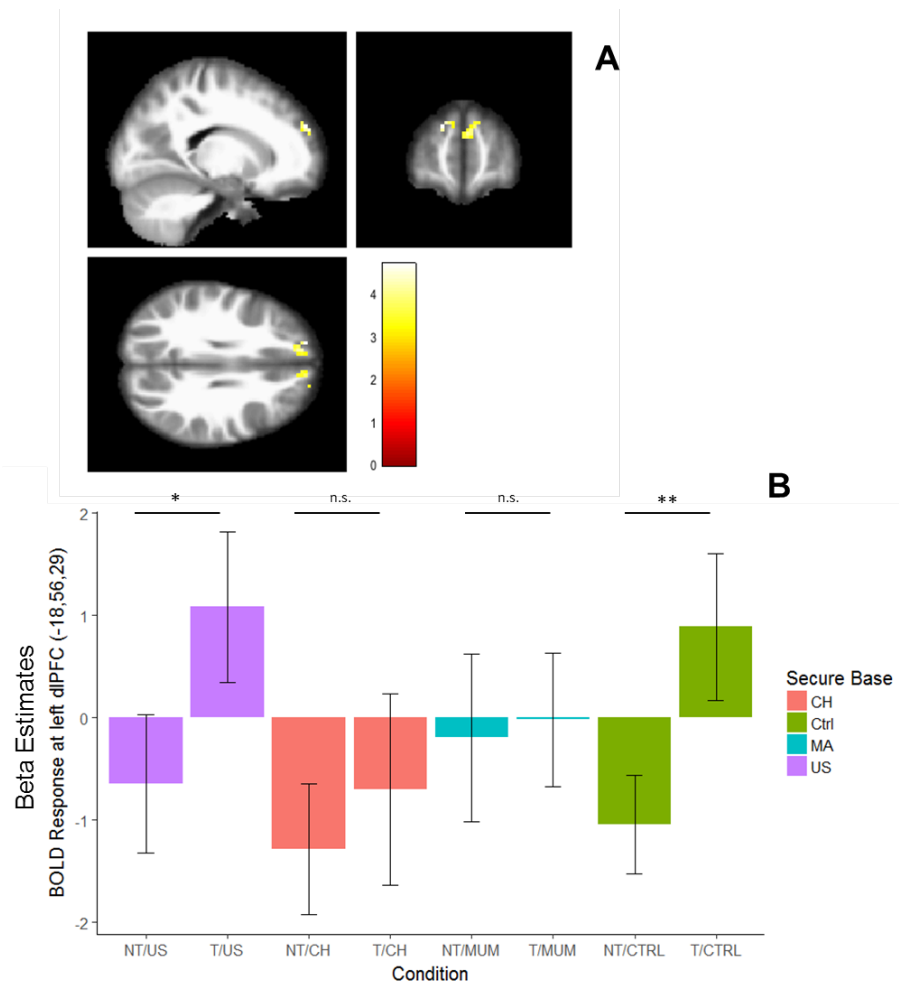 A
4
3
2
1
0
B
* n.s. n.s. **
2
1
0
-1
-2
Beta Estimates
BOLD Response at left dlPFC (-18,56,29)
NT/US T/US NT/CH T/CH NT/MUM T/MUM NT/CTRL T/CTRL
Condition
Secure Base
CH
Ctrl
MA
US